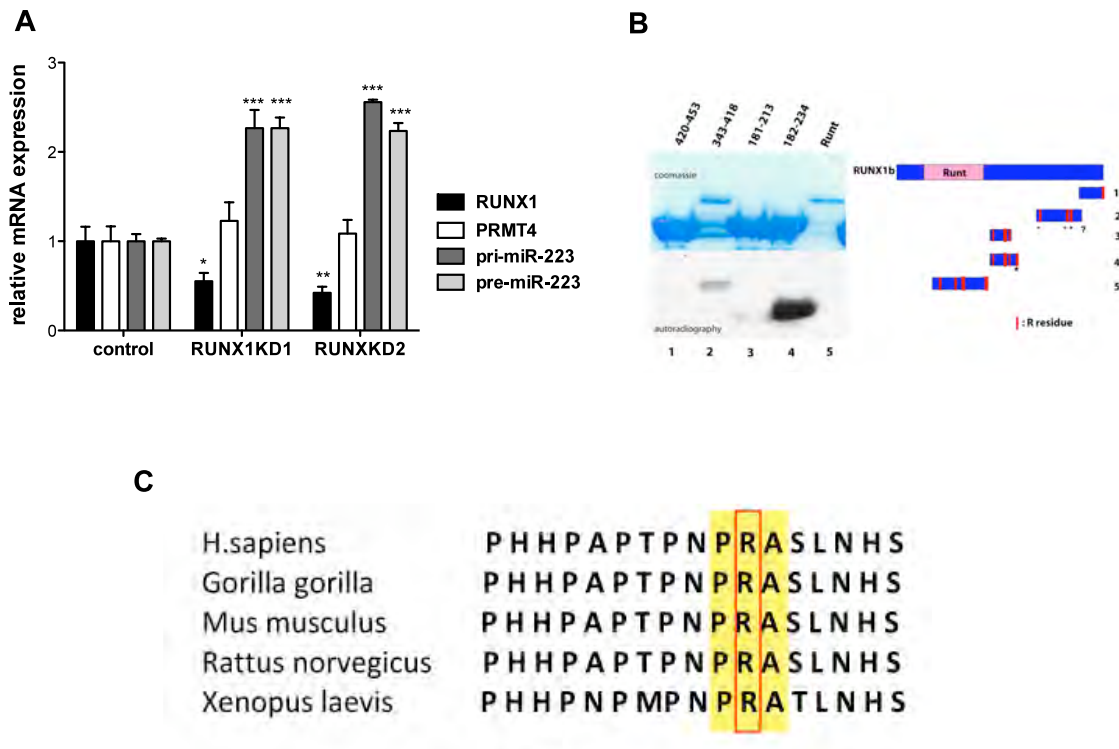 A
relative mRNA expression
3
2
1
0
*
***
***
**
***
***
control
RUNX1KD1
RUNXKD2
RUNX1
PRMT4
pri-miR-223
pre-miR-223
B
420-453
343-418
181-213
182-234
Runt
coomassie
autoradiography
1 2 3 4 5
RUNX1b
Runt
1
2
* ** ?
3
4
*
5
: R residue
C
H.sapiens P H H P A P T P N P R A S L N H S
Gorilla gorilla P H H P A P T P N P R A S L N H S
Mus musculus P H H P A P T P N P R A S L N H S
Rattus norvegicus P H H P A P T P N P R A S L N H S
Xenopus laevis P H H P N P M P N P R A T L N H S